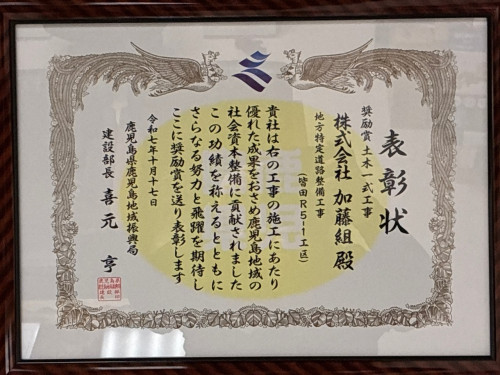 表彰状
奨励賞 土木一式工事
株式会社 加藤組 殿
地方特定道路整備工事
(皆田R5-1工区)
貴社は右の工事の施工にあたり
優れた成果をおさめ鹿児島地域の
社会資本整備に貢献されました
この功績を称えるとともに
さらなる努力と飛躍を期待し
ここに奨励賞を送り表彰します
令和七年十月十七日
鹿児島県鹿児島地域振興局
建設部長 喜元 亨